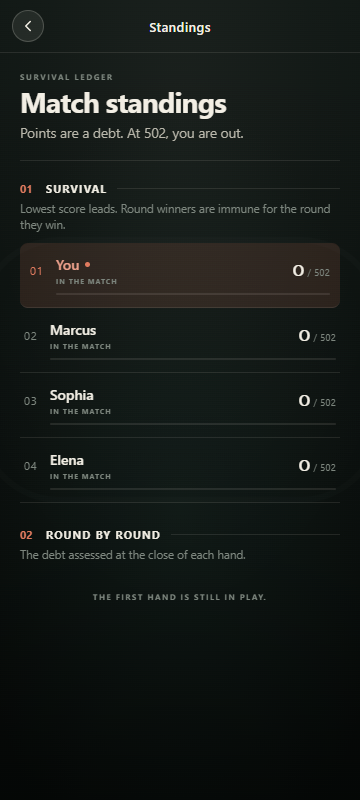 Standings
SURVIVAL LEDGER
Match standings
Points are a debt. At 502, you are out.
01 SURVIVAL
Lowest score leads. Round winners are immune for the round
they win.
01 You
IN THE MATCH
0 / 502
02 Marcus
IN THE MATCH
0 / 502
03 Sophia
IN THE MATCH
0 / 502
04 Elena
IN THE MATCH
0 / 502
02 ROUND BY ROUND
The debt assessed at the close of each hand.
THE FIRST HAND IS STILL IN PLAY.